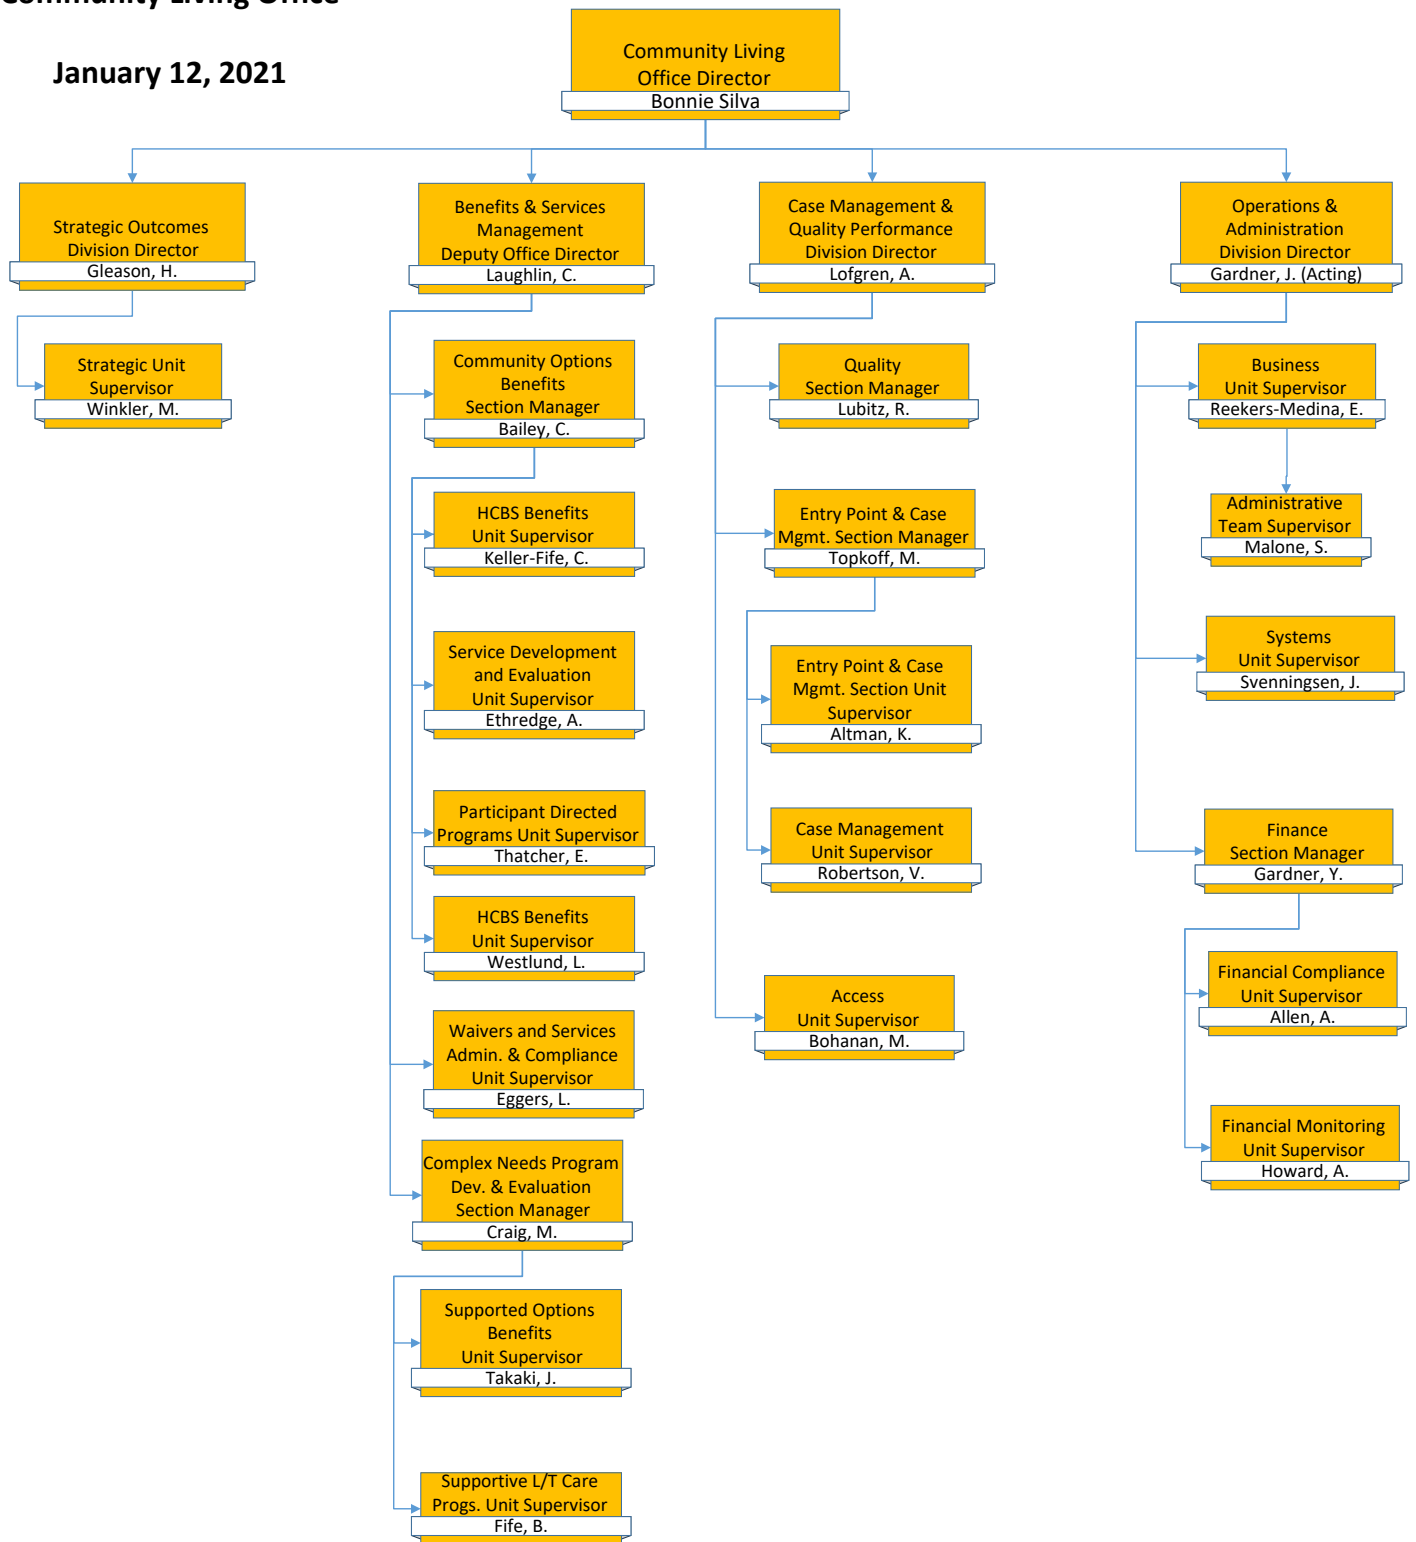 Community Living Office
January 12, 2021
Community Living
Office Director
Bonnie Silva
Strategic Outcomes
Division Director
Gleason, H.
Strategic Unit
Supervisor
Winkler, M.
Benefits & Services
Management
Deputy Office Director
Laughlin, C.
Community Options
Benefits
Section Manager
Bailey, C.
HCBS Benefits
Unit Supervisor
Keller-Fife, C.
Service Development
and Evaluation
Unit Supervisor
Ethredge, A.
Participant Directed
Programs Unit Supervisor
Thatcher, E.
HCBS Benefits
Unit Supervisor
Westlund, L.
Waivers and Services
Admin. & Compliance
Unit Supervisor
Eggers, L.
Complex Needs Program
Dev. & Evaluation
Section Manager
Craig, M.
Supported Options
Benefits
Unit Supervisor
Takaki, J.
Supportive L/T Care
Progs. Unit Supervisor
Fife, B.
Case Management &
Quality Performance
Division Director
Lofgren, A.
Quality
Section Manager
Lubitz, R.
Entry Point & Case
Mgmt. Section Manager
Topkoff, M.
Entry Point & Case
Mgmt. Section Unit
Supervisor
Altman, K.
Case Management
Unit Supervisor
Robertson, V.
Access
Unit Supervisor
Bohanan, M.
Operations &
Administration
Division Director
Gardner, J. (Acting)
Business
Unit Supervisor
Reekers-Medina, E.
Administrative
Team Supervisor
Malone, S.
Systems
Unit Supervisor
Svenningsen, J.
Finance
Section Manager
Gardner, Y.
Financial Compliance
Unit Supervisor
Allen, A.
Financial Monitoring
Unit Supervisor
Howard, A.